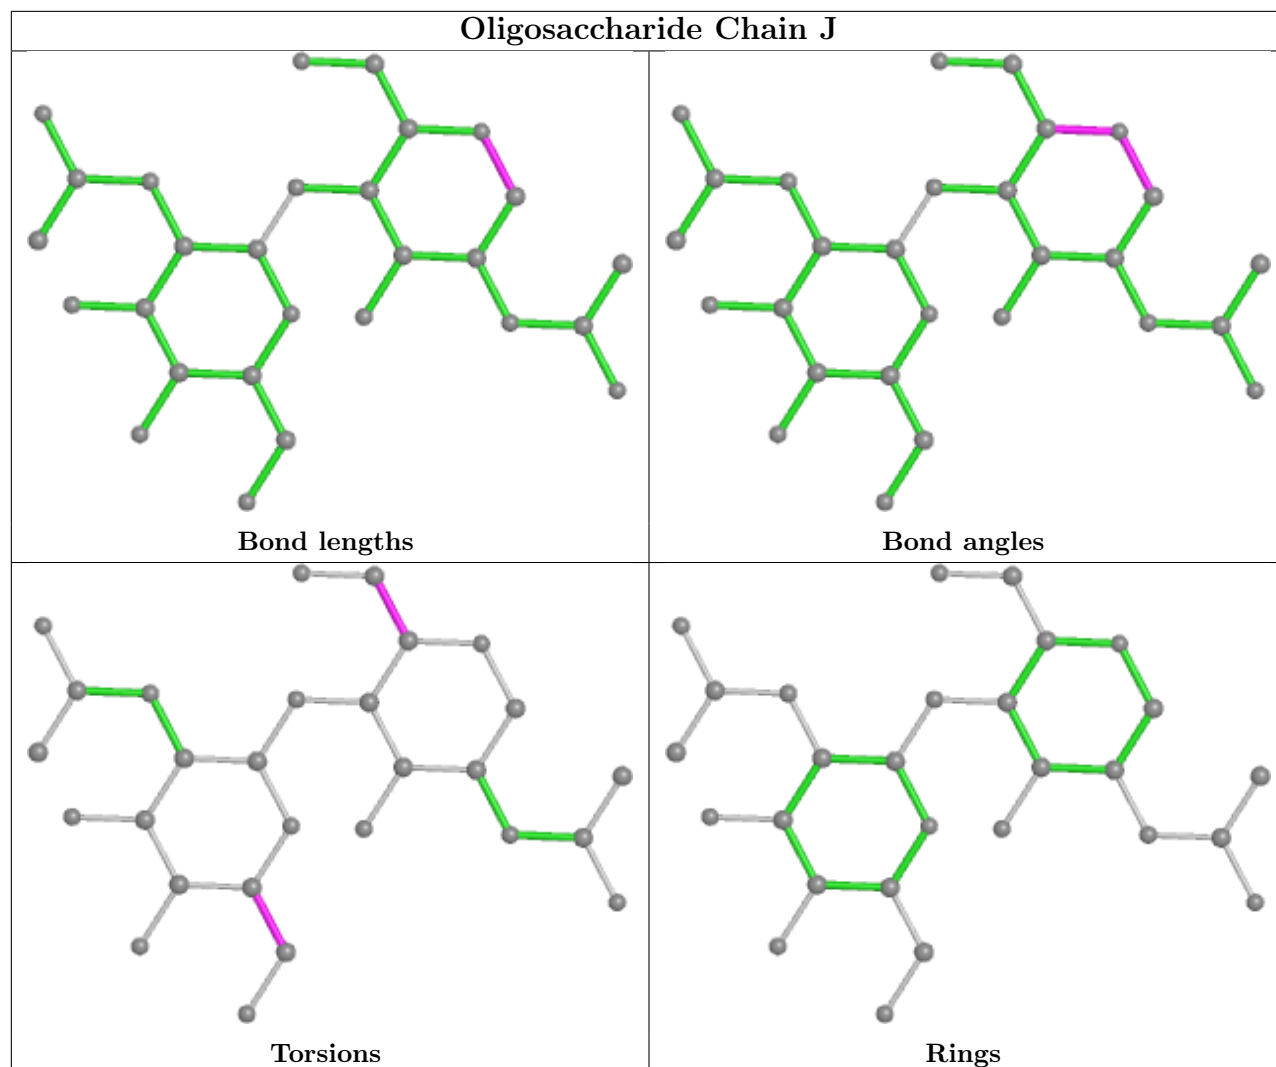 Oligosaccharide Chain J
Bond lengths
Bond angles
Torsions
Rings